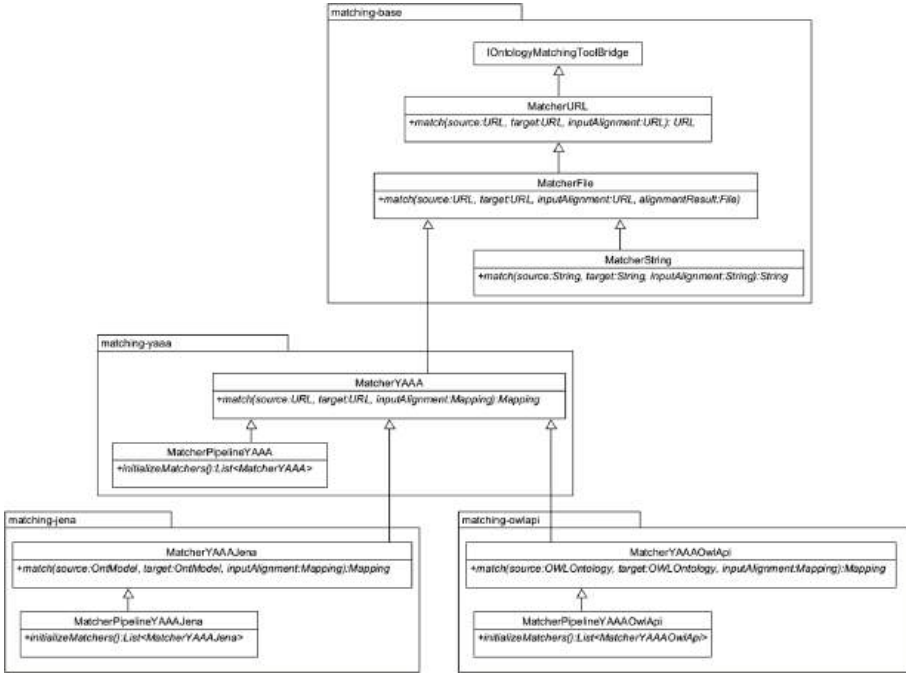 matching-base
IOntologyMatchingToolBridge
MatcherURL
+match(source:URL, target:URL, inputAlignment:URL): URL
MatcherFile
+match(source:URL, target:URL, inputAlignment:URL, alignmentResult:File)
MatcherString
+match(source:String, target:String, inputAlignment:String):String
matching-yaaa
MatcherYAAA
+match(source:URL, target:URL, inputAlignment:Mapping):Mapping
MatcherPipelineYAAA
+initializeMatchers():List<MatcherYAAA>
matching-jena
MatcherYAAAJena
+match(source:OntModel, target:OntModel, inputAlignment:Mapping):Mapping
MatcherPipelineYAAAJena
+initializeMatchers():List<MatcherYAAAJena>
matching-owlapi
MatcherYAAAOwlApi
+match(source:OWLOntology, target:OWLOntology, inputAlignment:Mapping):Mapping
MatcherPipelineYAAAOwlApi
+initializeMatchers():List<MatcherYAAAOwlApi>